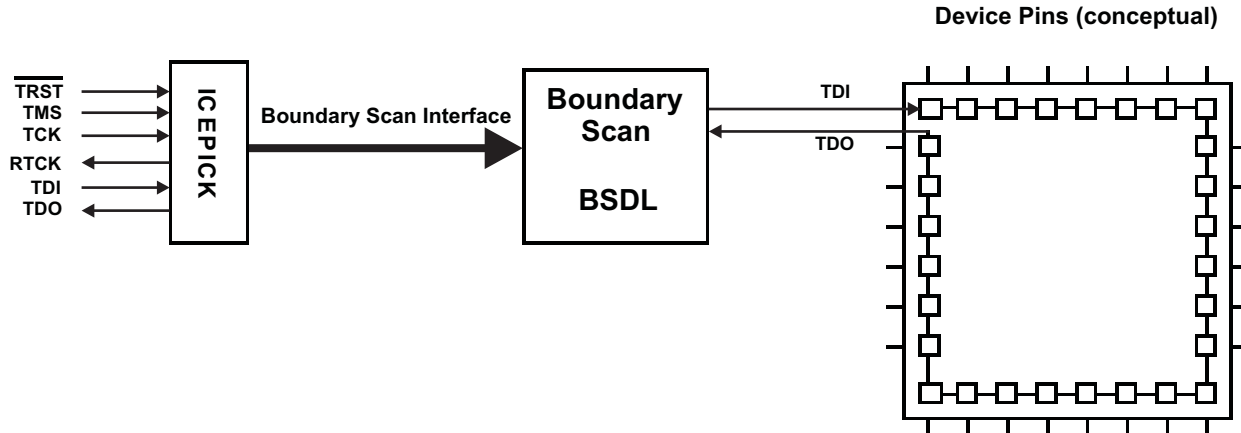 Device Pins (conceptual)
TRST
TMS
TCK
RTCK
TDI
TDO
ICEPICK
Boundary Scan Interface
Boundary
Scan
BSDL
TDI
TDO